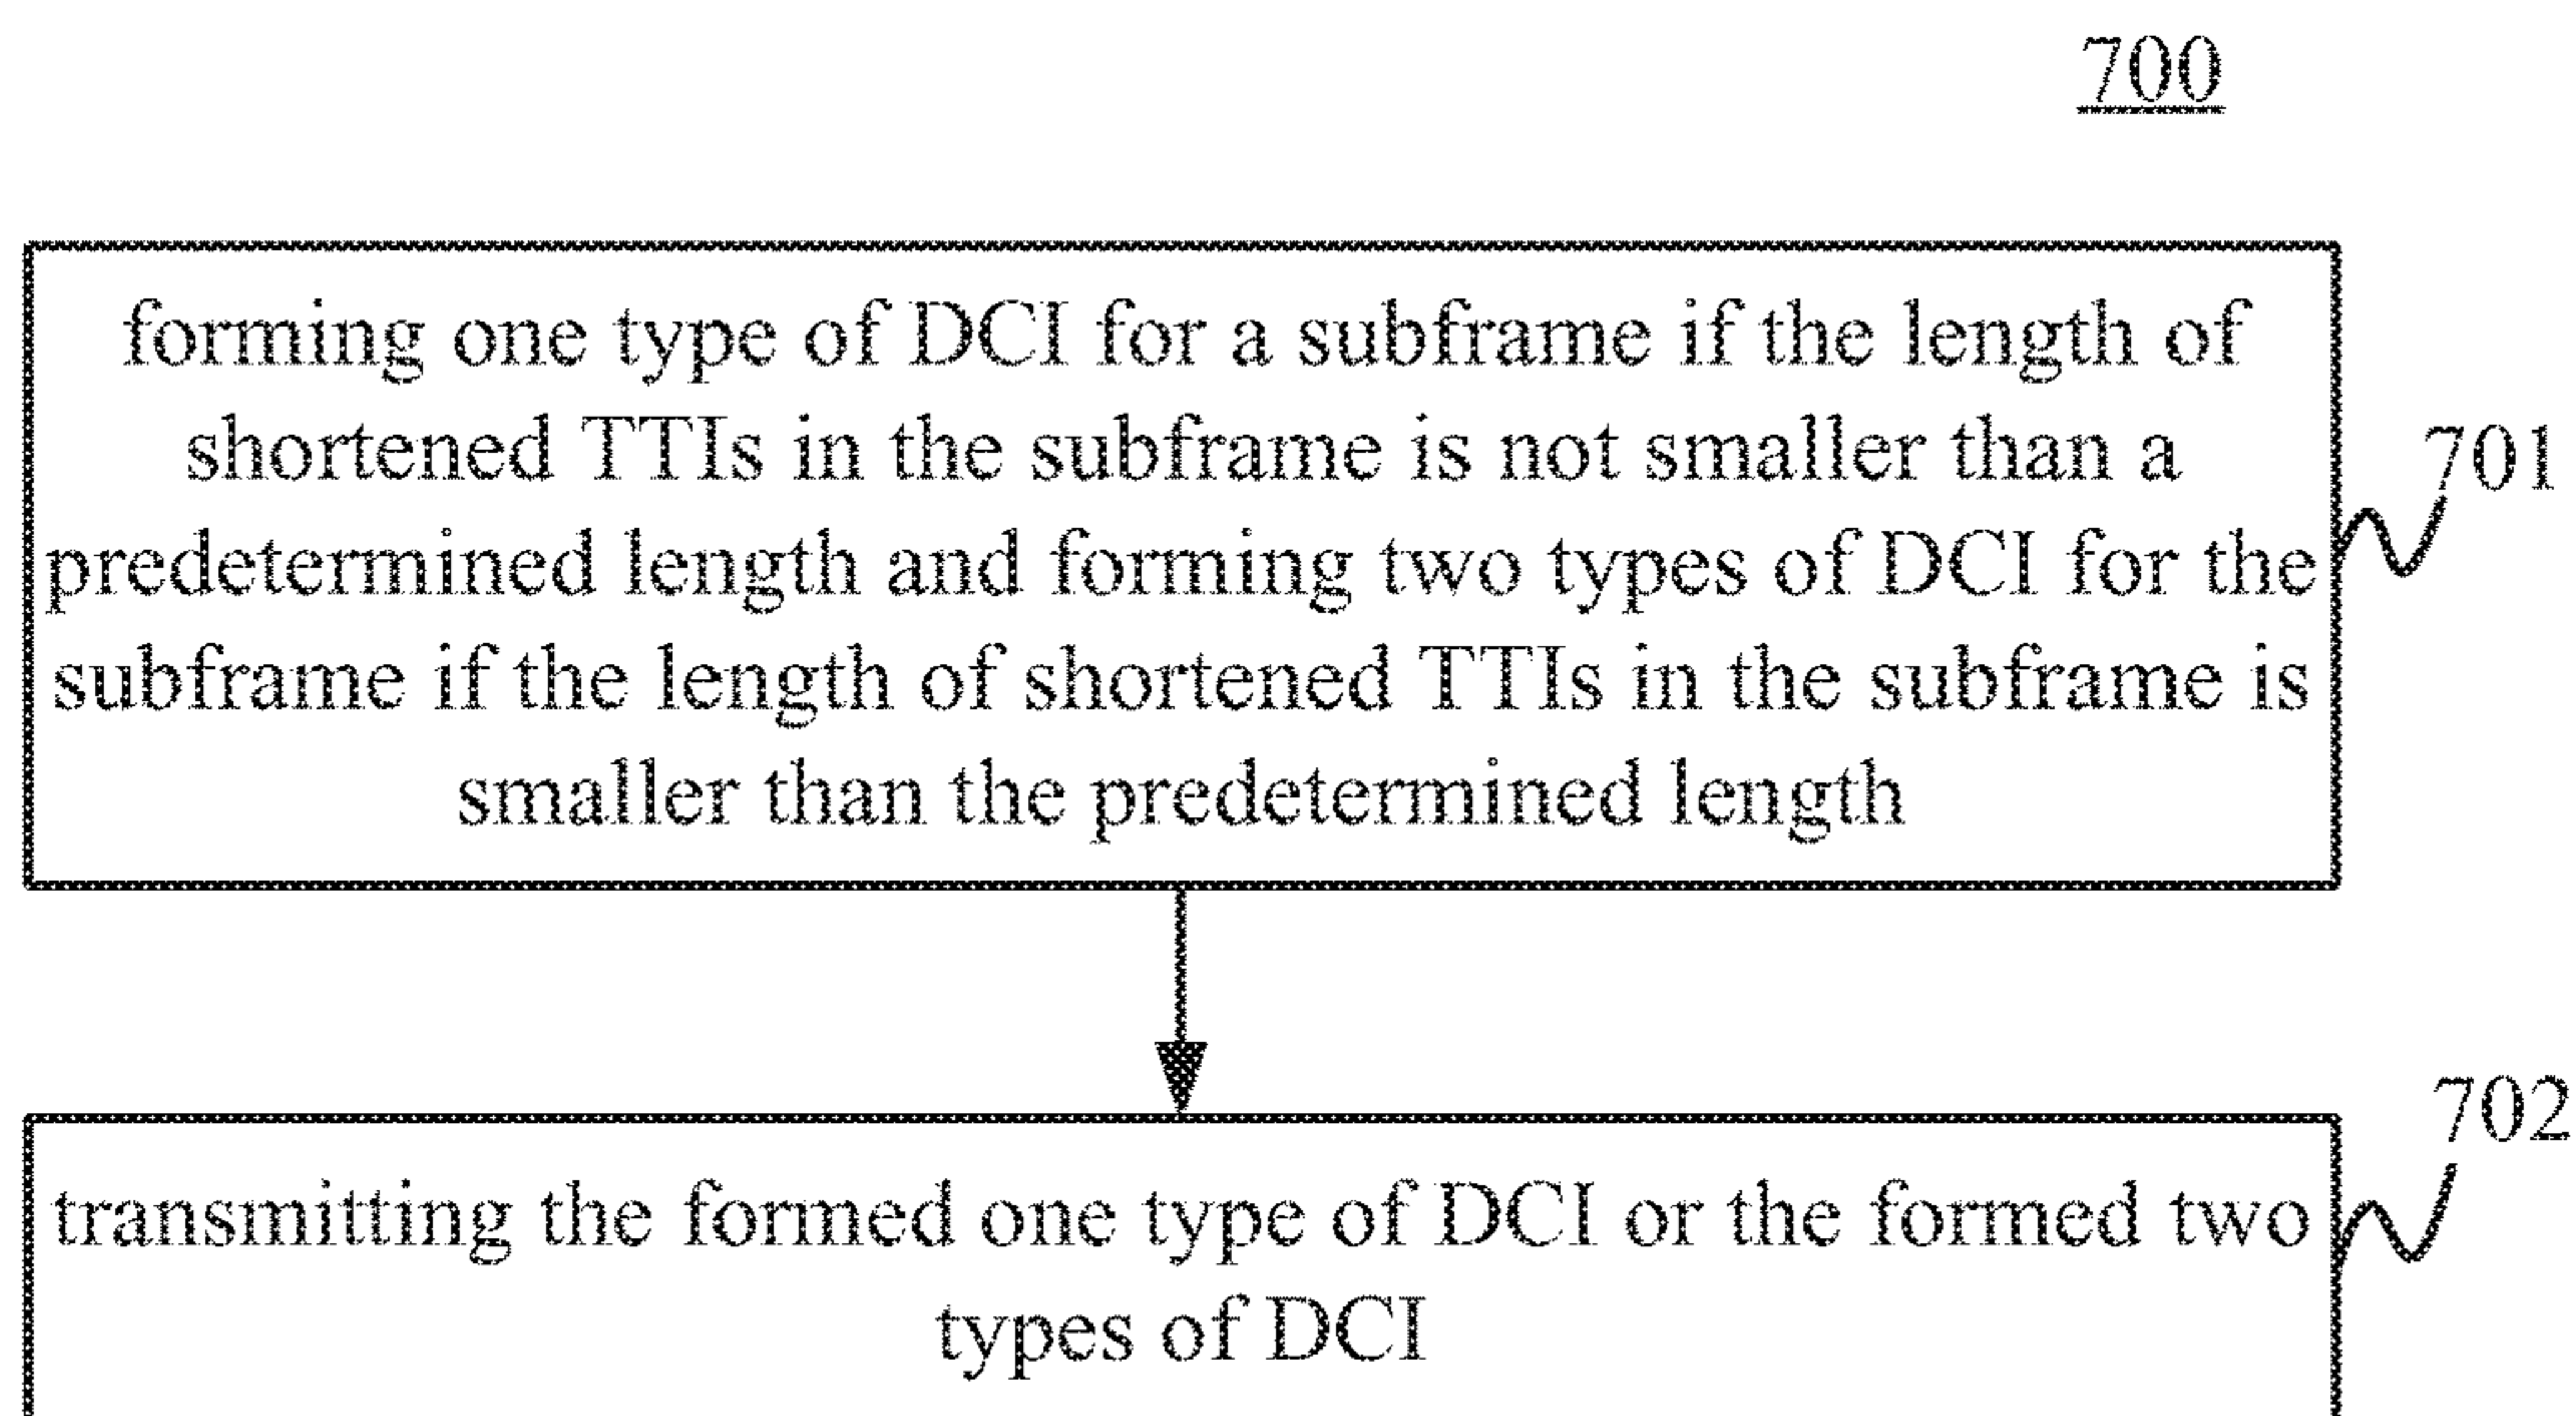 700
forming one type of DCI for a subframe if the length of
shortened TTIs in the subframe is not smaller than a
701
predetermined length and forming two types of DCI for the
subframe if the length of shortened TTIs in the subframe is
smaller than the predetermined length
702
transmitting the formed one type of DCI or the formed two
types of DCI